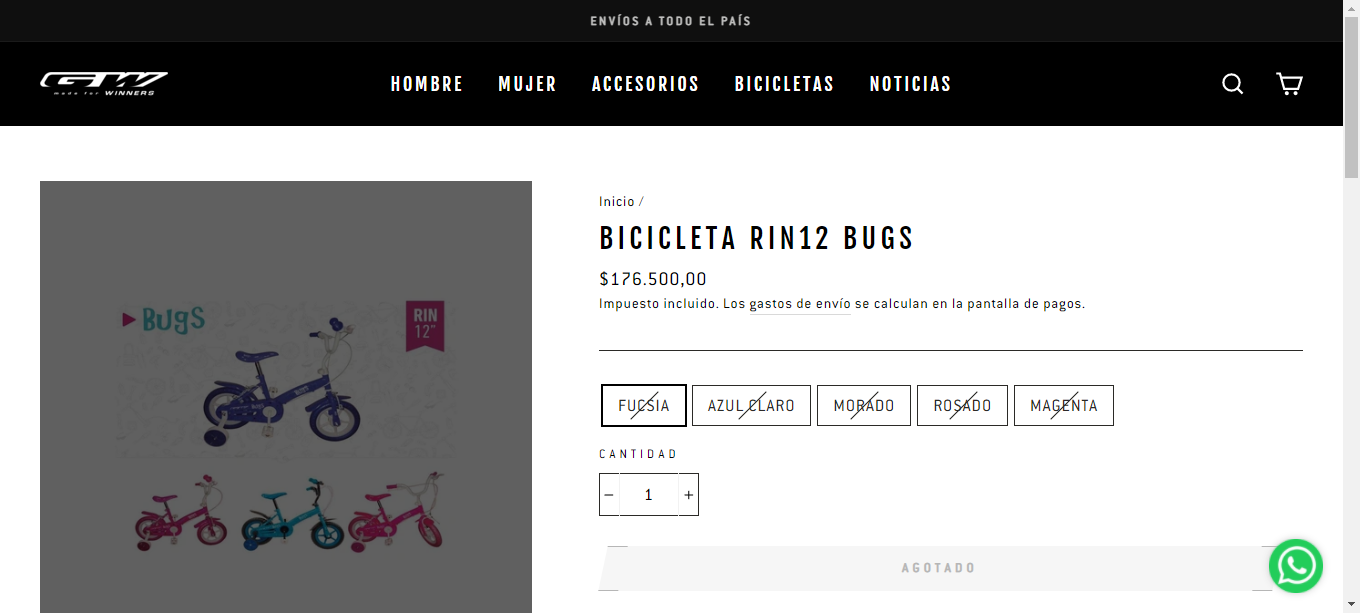 ENVÍOS A TODO EL PAÍS
GW
made for WINNERS
HOMBRE MUJER ACCESORIOS BICICLETAS NOTICIAS
Bugs
RIN
12"
Inicio /
BICICLETA RIN12 BUGS
$176.500,00
Impuesto incluido. Los gastos de envío se calculan en la pantalla de pagos.
FUCSIA AZUL CLARO MORADO ROSADO MAGENTA
CANTIDAD
− 1 +
AGOTADO